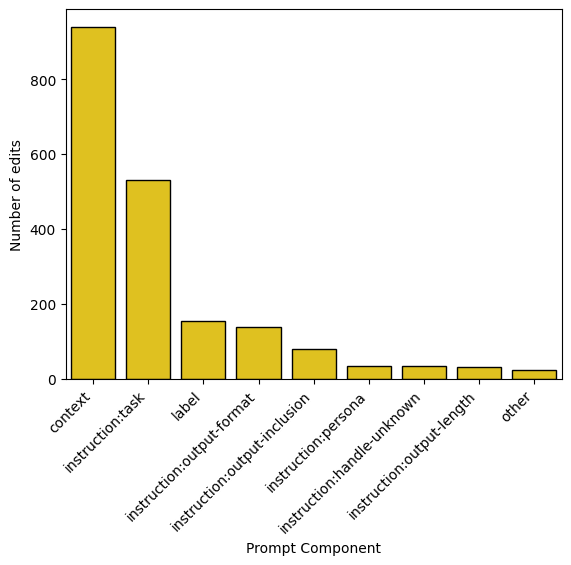 Number of edits
800
600
400
200
0
context
instruction:task
label
instruction:output-format
instruction:output-inclusion
instruction:persona
instruction:handle-unknown
instruction:output-length
other
Prompt Component